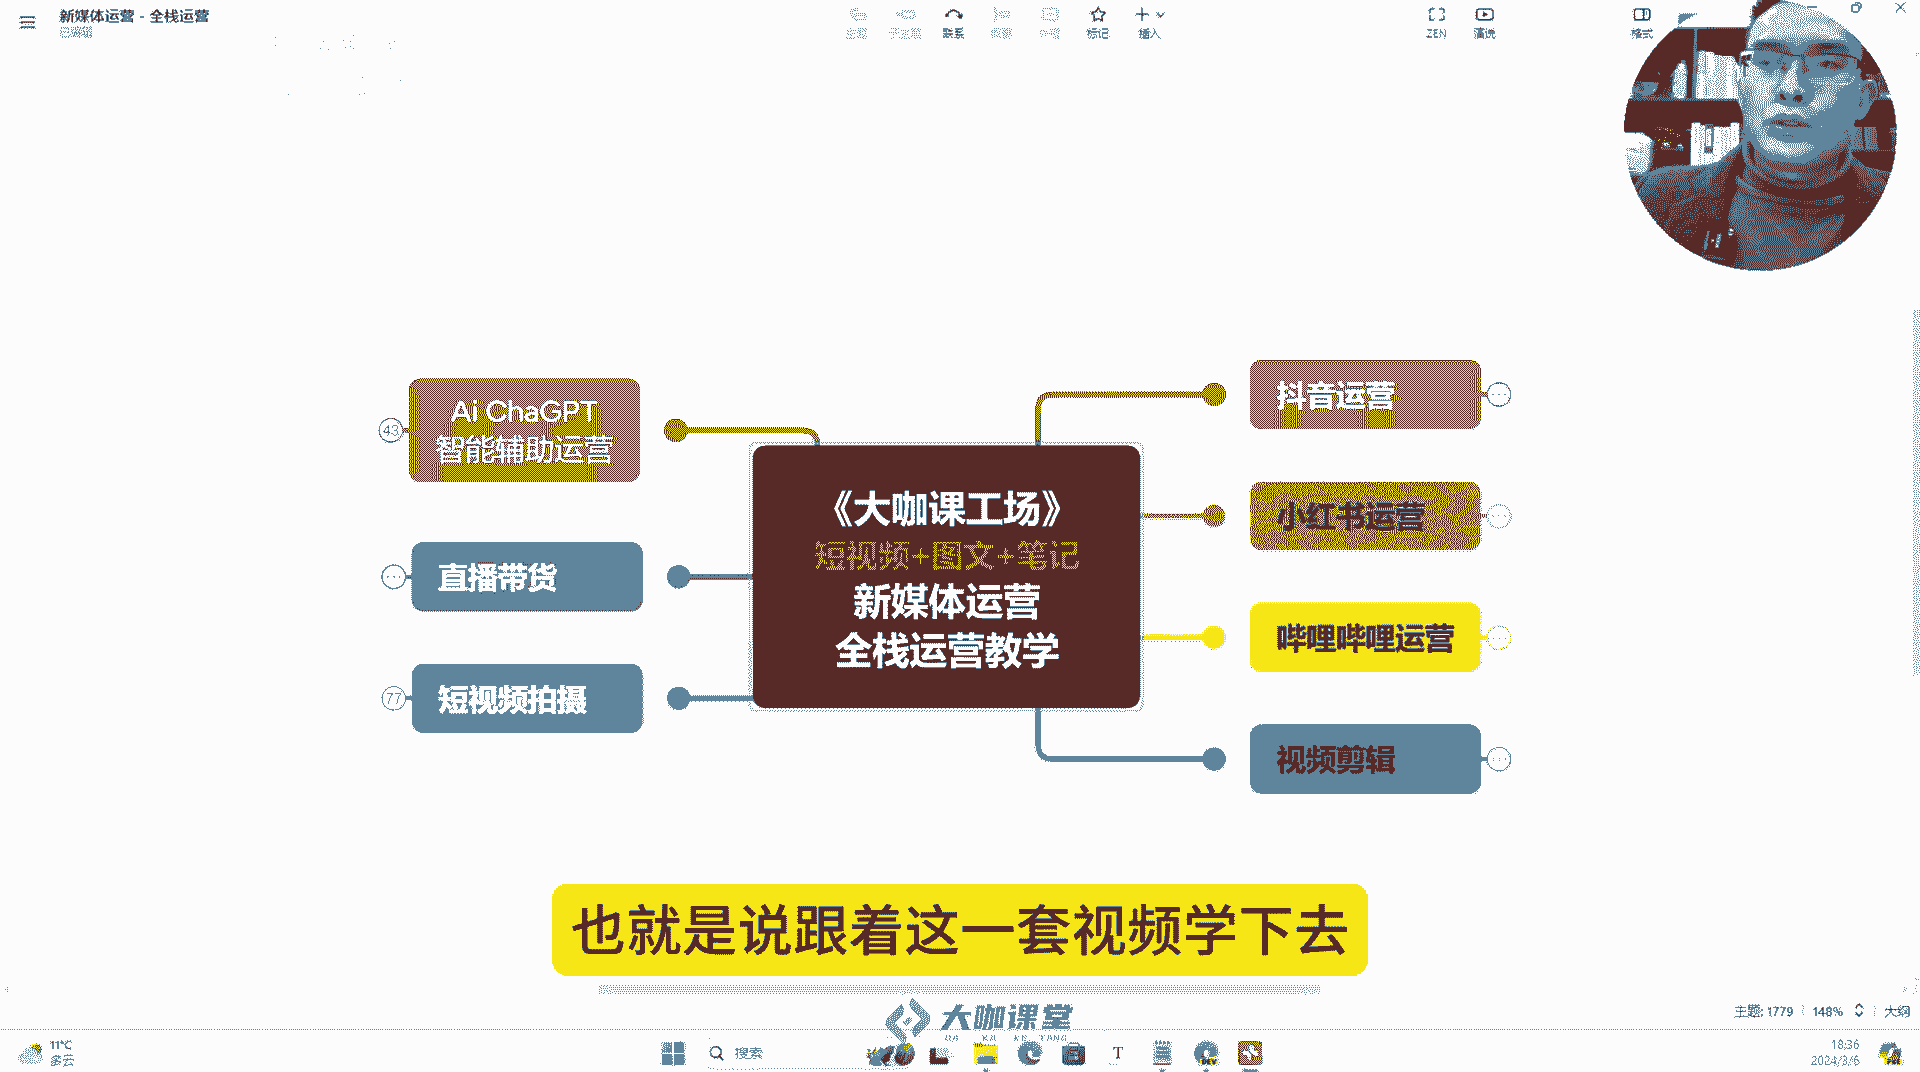 新媒体运营 - 全栈运营
已编辑
联系
标记
插入
ZEN
演说
格式
Ai ChaGPT
智能辅助运营
43
直播带货
短视频拍摄
77
《大咖课工场》
短视频+图文+笔记
新媒体运营
全栈运营教学
抖音运营
小红书运营
哔哩哔哩运营
视频剪辑
也就是说跟着这一套视频学下去
大咖课堂
DA KA KE TANG
主题: 1779
148%
大纲
11°C
多云
搜索
18:36
2024/3/6